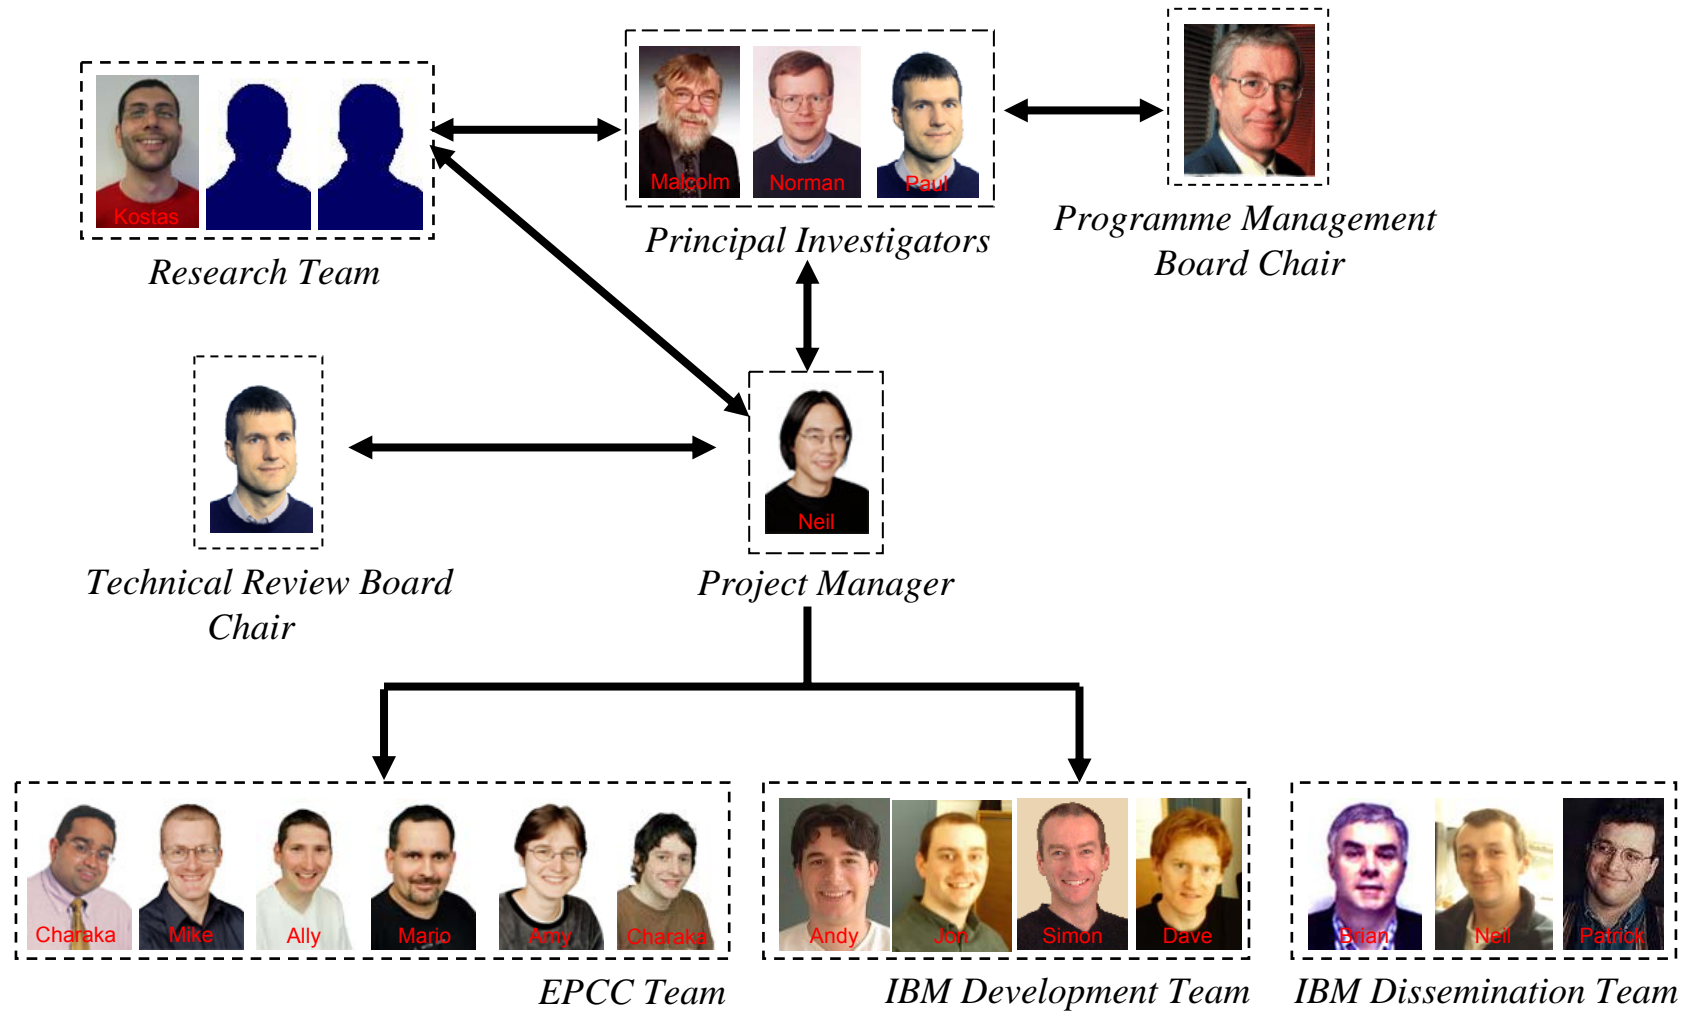 Kostas
Research Team
Malcolm Norman Paul
Principal Investigators
Programme Management
Board Chair
Technical Review Board
Chair
Neil
Project Manager
Charaka Mike Ally Mario Amy Charaka
EPCC Team
Andy Jon Simon Dave
IBM Development Team
Brian Neil Patrick
IBM Dissemination Team